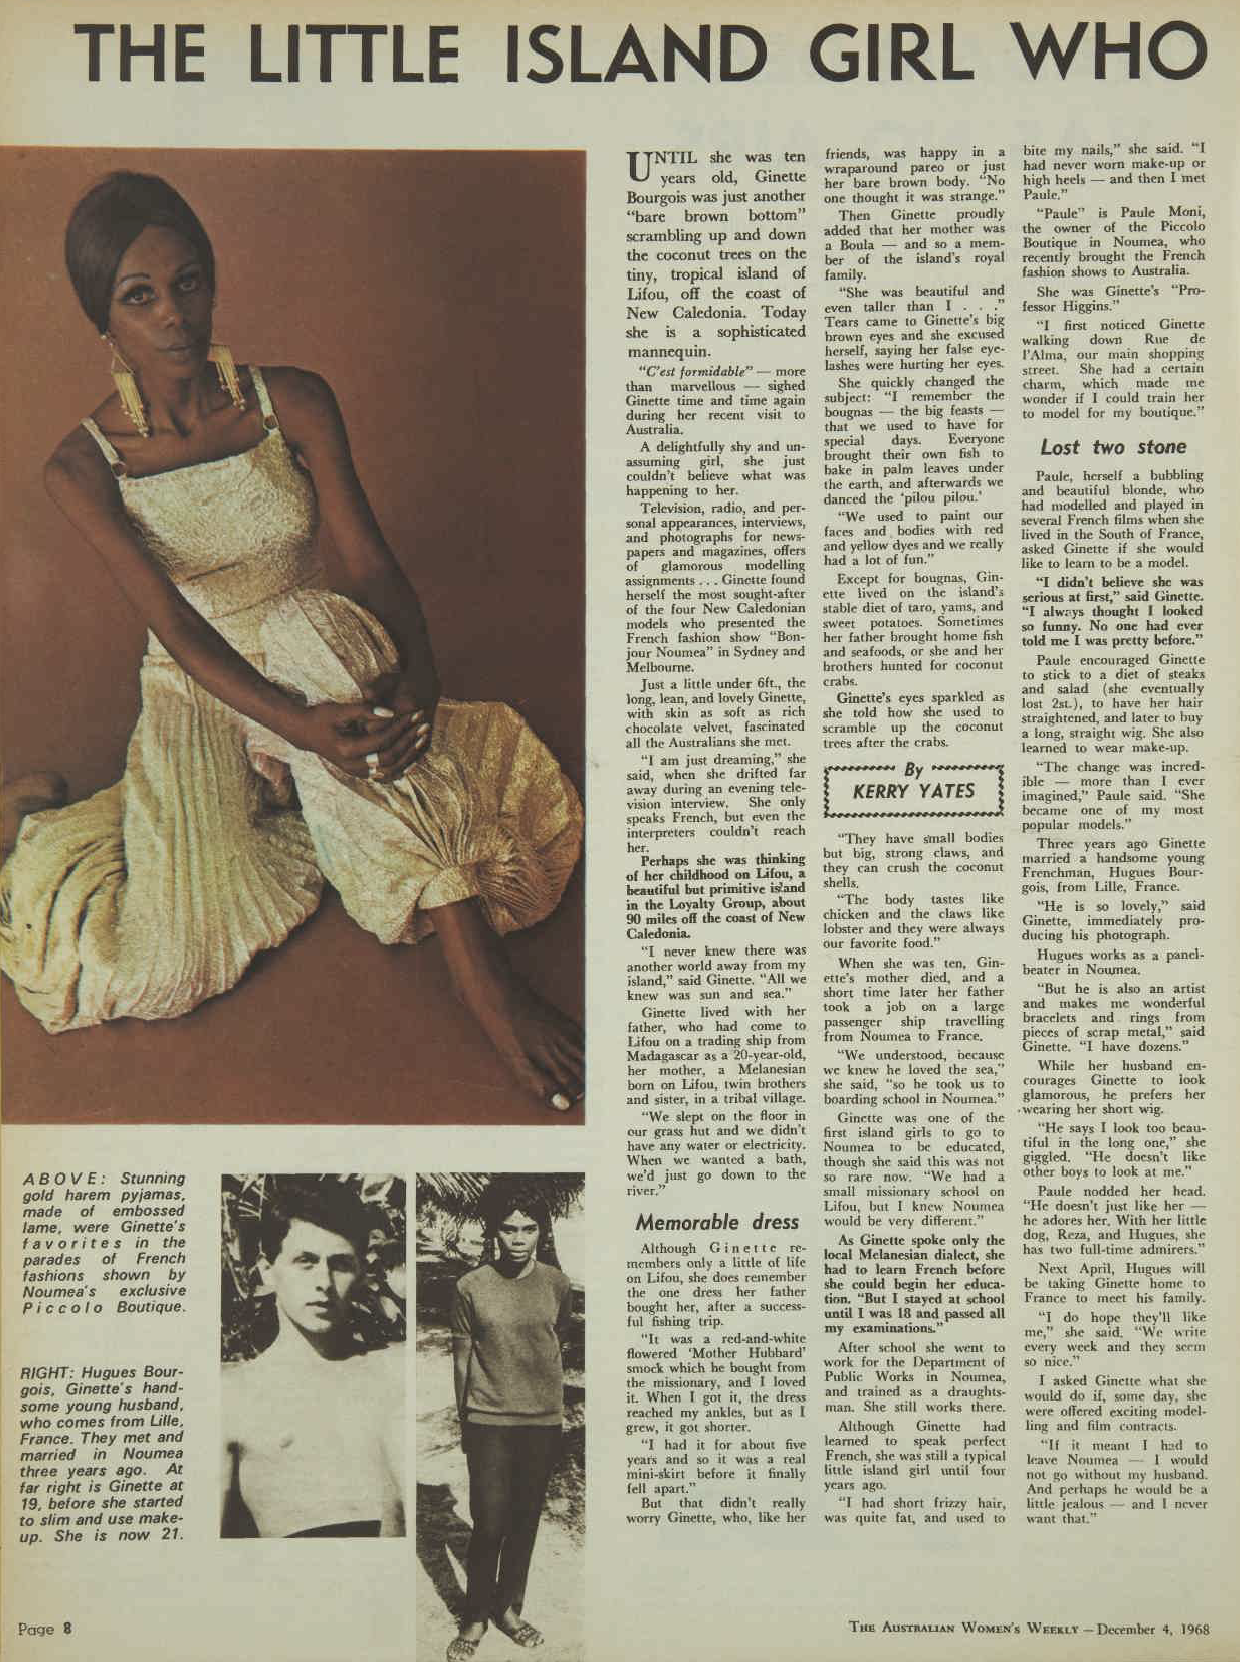 THE LITTLE ISLAND GIRL WHO
UNTIL she was ten
years old, Ginette
Bourgois was just another
"bare brown bottom"
scrambling up and down
the coconut trees on the
tiny, tropical island of
Lifou, off the coast of
New Caledonia. Today
she is a sophisticated
mannequin.
"C'est formidable" — more
than marvellous — sighed
Ginette time and time again
during her recent visit to
Australia.
A delightfully shy and un-
assuming girl, she just
couldn't believe what was
happening to her.
Television, radio, and per-
sonal appearances, interviews,
and photographs for news-
papers and magazines, offers
of glamorous modelling
assignments . . . Ginette found
herself the most sought-after
of the four New Caledonian
models who presented the
French fashion show "Bon-
jour Noumea" in Sydney and
Melbourne.
Just a little under 6ft., the
long, lean, and lovely Ginette,
with skin as soft as rich
chocolate velvet, fascinated
all the Australians she met.
"I am just dreaming," she
said, when she drifted far
away during an evening tele-
vision interview. She only
speaks French, but even the
interpreters couldn't reach
her.
Perhaps she was thinking
of her childhood on Lifou, a
beautiful but primitive island
in the Loyalty Group, about
90 miles off the coast of New
Caledonia.
"I never knew there was
another world away from my
island," said Ginette. "All we
knew was sun and sea."
Ginette lived with her
father, who had come to
Lifou on a trading ship from
Madagascar as a 20-year-old,
her mother, a Melanesian
born on Lifou, twin brothers
and sister, in a tribal village.
"We slept on the floor in
our grass hut and we didn't
have any water or electricity.
When we wanted a bath,
we'd just go down to the
river."
Memorable dress
Although Ginette re-
members only a little of life
on Lifou, she does remember
the one dress her father
bought her, after a success-
ful fishing trip.
"It was a red-and-white
flowered 'Mother Hubbard'
smock which he bought from
the missionary, and I loved
it. When I got it, the dress
reached my ankles, but as I
grew, it got shorter.
"I had it for about five
years and so it was a real
mini-skirt before it finally
fell apart."
But that didn't really
worry Ginette, who, like her
friends, was happy in a
wraparound pareo or just
her bare brown body. "No
one thought it was strange."
Then Ginette proudly
added that her mother was
a Boula — and so a mem-
ber of the island's royal
family.
"She was beautiful and
even taller than I . . ."
Tears came to Ginette's big
brown eyes and she excused
herself, saying her false eye-
lashes were hurting her eyes.
She quickly changed the
subject: "I remember the
bougnas — the big feasts —
that we used to have for
special days. Everyone
brought their own fish to
bake in palm leaves under
the earth, and afterwards we
danced the 'pilou pilou.'
"We used to paint our
faces and bodies with red
and yellow dyes and we really
had a lot of fun."
Except for bougnas, Gin-
ette lived on the island's
stable diet of taro, yams, and
sweet potatoes. Sometimes
her father brought home fish
and seafoods, or she and her
brothers hunted for coconut
crabs.
Ginette's eyes sparkled as
she told how she used to
scramble up the coconut
trees after the crabs.
By
KERRY YATES
"They have small bodies
but big, strong claws, and
they can crush the coconut
shells.
"The body tastes like
chicken and the claws like
lobster and they were always
our favorite food."
When she was ten, Gin-
ette's mother died, and a
short time later her father
took a job on a large
passenger ship travelling
from Noumea to France.
"We understood, because
we knew he loved the sea,"
she said, "so he took us to
boarding school in Noumea."
Ginette was one of the
first island girls to go to
Noumea to be educated,
though she said this was not
so rare now. "We had a
small missionary school on
Lifou, but I knew Noumea
would be very different."
As Ginette spoke only the
local Melanesian dialect, she
had to learn French before
she could begin her educa-
tion. "But I stayed at school
until I was 18 and passed all
my examinations."
After school she went to
work for the Department of
Public Works in Noumea,
and trained as a draughts-
man. She still works there.
Although Ginette had
learned to speak perfect
French, she was still a typical
little island girl until four
years ago.
"I had short frizzy hair,
was quite fat, and used to
bite my nails," she said. "I
had never worn make-up or
high heels — and then I met
Paule."
"Paule" is Paule Moni,
the owner of the Piccolo
Boutique in Noumea, who
recently brought the French
fashion shows to Australia.
She was Ginette's "Pro-
fessor Higgins."
"I first noticed Ginette
walking down Rue de
l'Alma, our main shopping
street. She had a certain
charm, which made me
wonder if I could train her
to model for my boutique."
Lost two stone
Paule, herself a bubbling
and beautiful blonde, who
had modelled and played in
several French films when she
lived in the South of France,
asked Ginette if she would
like to learn to be a model.
"I didn't believe she was
serious at first," said Ginette.
"I always thought I looked
so funny. No one had ever
told me I was pretty before."
Paule encouraged Ginette
to stick to a diet of steaks
and salad (she eventually
lost 2st.), to have her hair
straightened, and later to buy
a long, straight wig. She also
learned to wear make-up.
"The change was incred-
ible — more than I ever
imagined," Paule said. "She
became one of my most
popular models."
Three years ago Ginette
married a handsome young
Frenchman, Hugues Bour-
gois, from Lille, France.
"He is so lovely," said
Ginette, immediately pro-
ducing his photograph.
Hugues works as a panel-
beater in Noumea.
"But he is also an artist
and makes me wonderful
bracelets and rings from
pieces of scrap metal," said
Ginette. "I have dozens."
While her husband en-
courages Ginette to look
glamorous, he prefers her
wearing her short wig.
"He says I look too beau-
tiful in the long one," she
giggled. "He doesn't like
other boys to look at me."
Paule nodded her head.
"He doesn't just like her —
he adores her. With her little
dog, Reza, and Hugues, she
has two full-time admirers."
Next April, Hugues will
be taking Ginette home to
France to meet his family.
"I do hope they'll like
me," she said. "We write
every week and they seem
so nice."
I asked Ginette what she
would do if, some day, she
were offered exciting model-
ling and film contracts.
"If it meant I had to
leave Noumea — I would
not go without my husband.
And perhaps he would be a
little jealous — and I never
want that."
ABOVE: Stunning
gold harem pyjamas,
made of embossed
lame, were Ginette's
favorites in the
parades of French
fashions shown by
Noumea's exclusive
Piccolo Boutique.
RIGHT: Hugues Bour-
gois, Ginette's hand-
some young husband,
who comes from Lille,
France. They met and
married in Noumea
three years ago. At
far right is Ginette at
19, before she started
to slim and use make-
up. She is now 21.
Page 8
THE AUSTRALIAN WOMEN'S WEEKLY — December 4, 1968